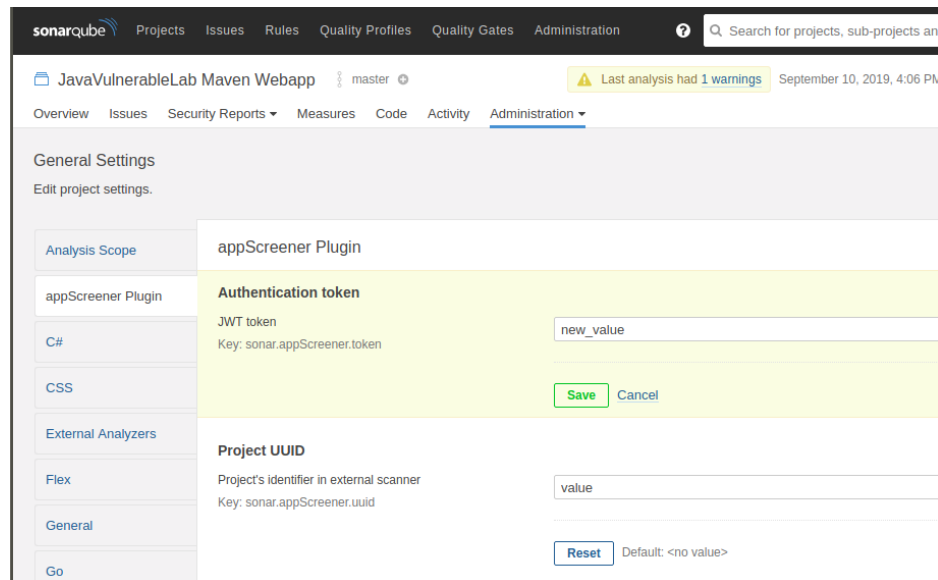 sonarqube Projects Issues Rules Quality Profiles Quality Gates Administration ? Search for projects, sub-projects an
JavaVulnerableLab Maven Webapp master Last analysis had 1 warnings September 10, 2019, 4:06 PM
Overview Issues Security Reports Measures Code Activity Administration
General Settings
Edit project settings.
Analysis Scope
appScreener Plugin
C#
CSS
External Analyzers
Flex
General
Go
appScreener Plugin
Authentication token
JWT token
Key: sonar.appScreener.token
new_value
Save Cancel
Project UUID
Project's identifier in external scanner
Key: sonar.appScreener.uuid
value
Reset Default: <no value>